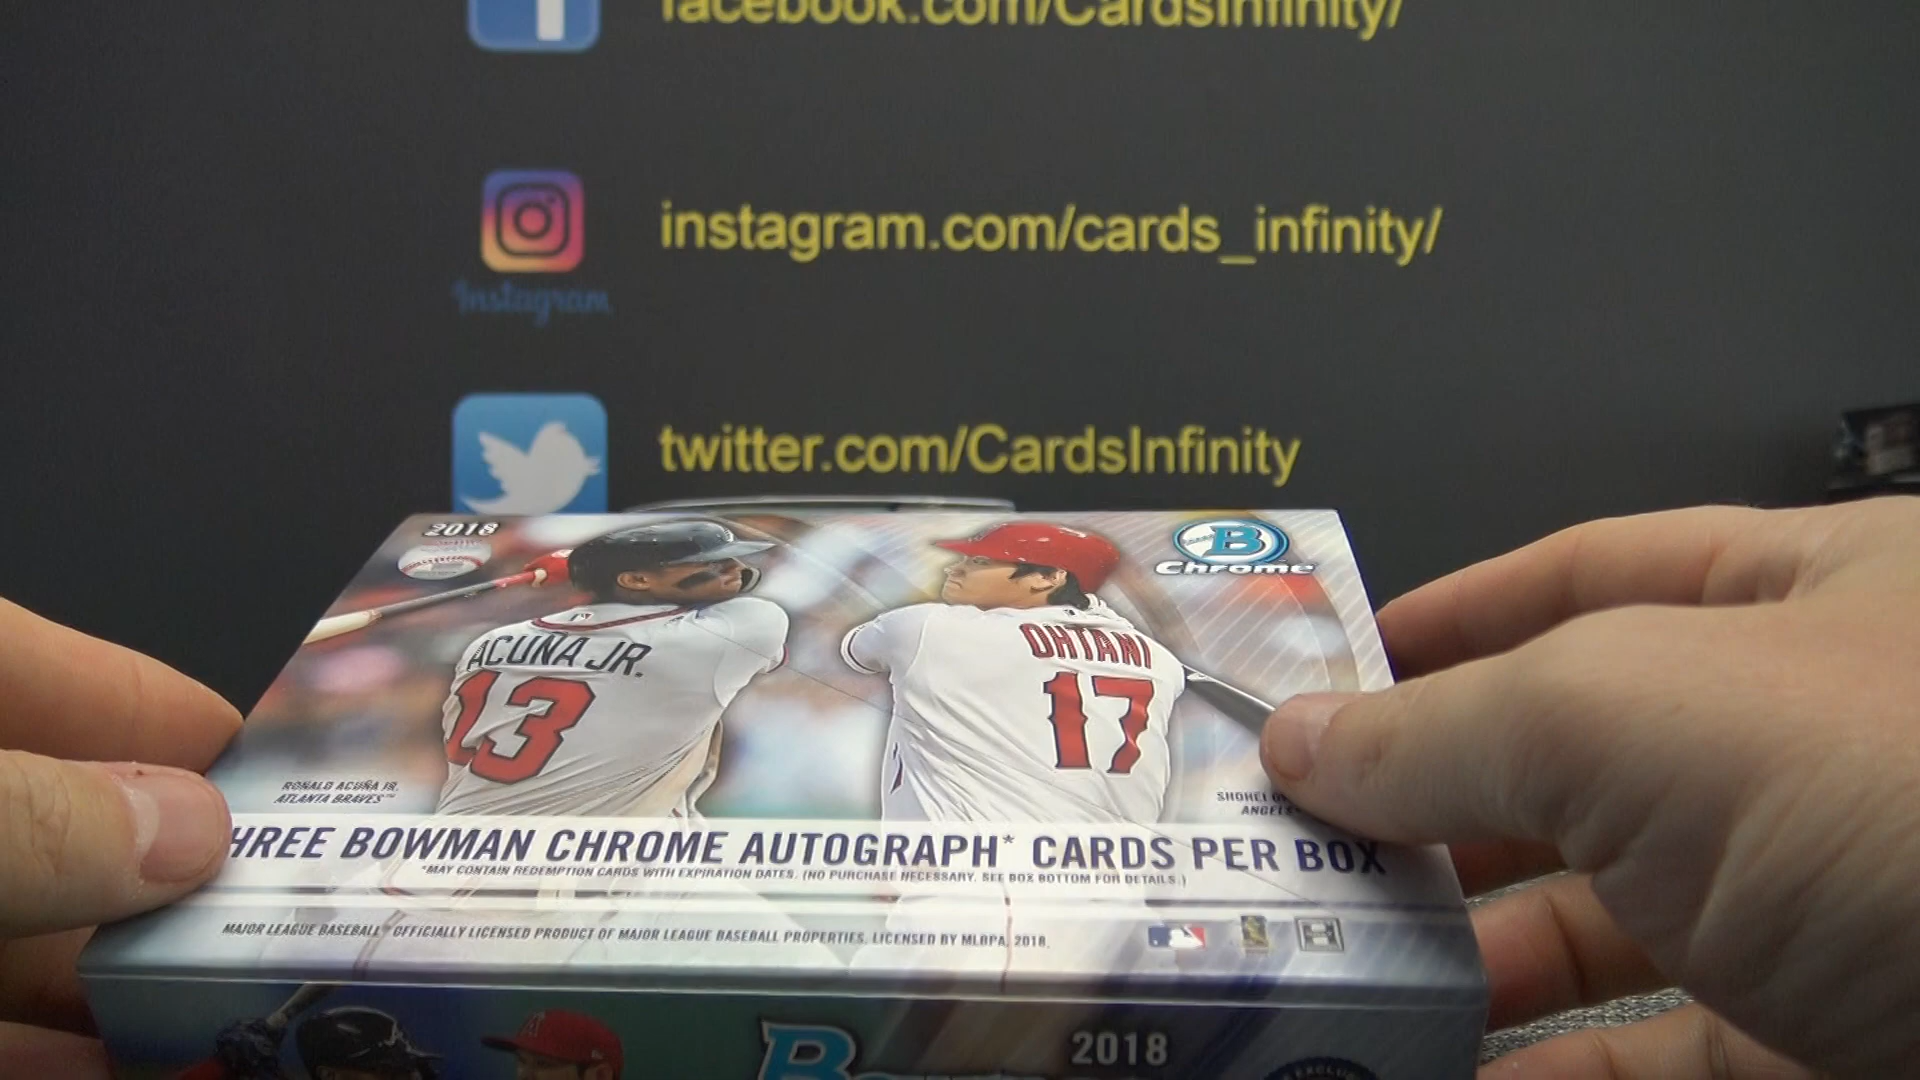 facebook.com/CardsInfinity/
instagram.com/cards_infinity/
Instagram
twitter.com/CardsInfinity
2018
B
Chrome
ACUÑA JR.
13
OHTANI
17
RONALD ACUÑA JR.
ATLANTA BRAVES™
SHOHEI
ANGELS
HREE BOWMAN CHROME AUTOGRAPH* CARDS PER BOX
*MAY CONTAIN REDEMPTION CARDS WITH EXPIRATION DATES. (NO PURCHASE NECESSARY. SEE BOX BOTTOM FOR DETAILS.)
MAJOR LEAGUE BASEBALL OFFICIALLY LICENSED PRODUCT OF MAJOR LEAGUE BASEBALL PROPERTIES. LICENSED BY MLBPA, 2018.
2018